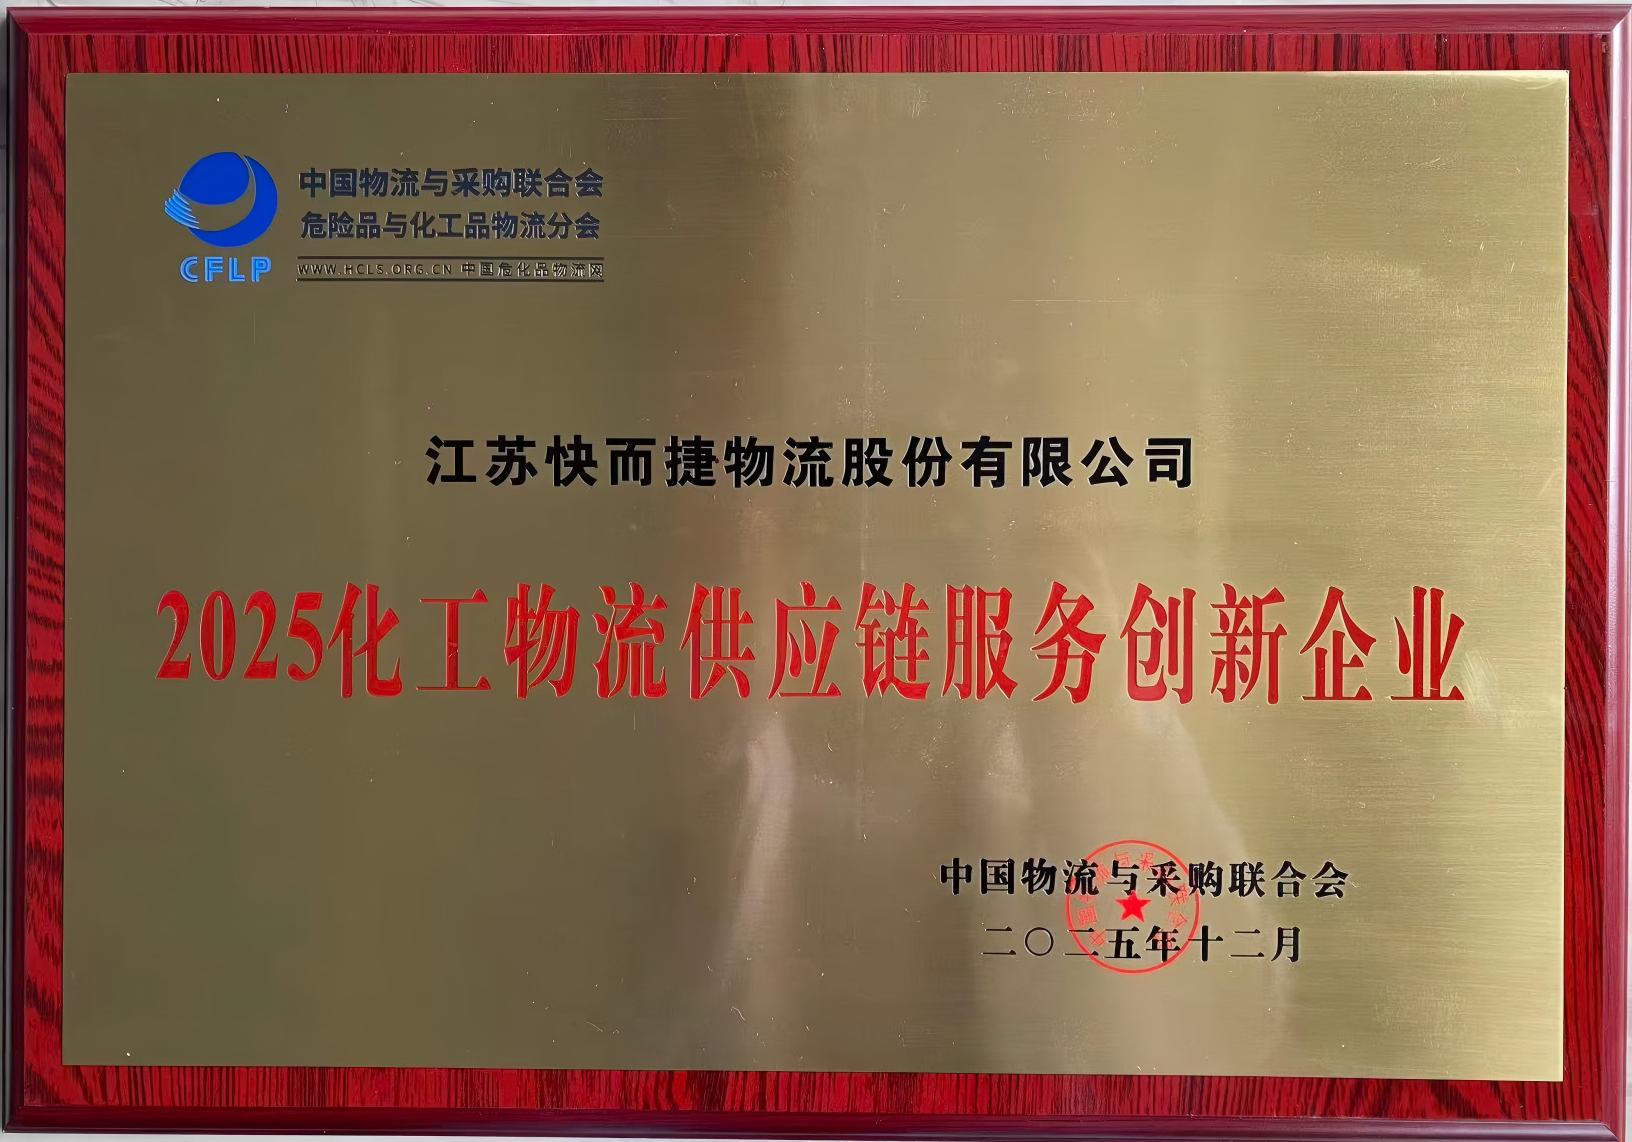 中国物流与采购联合会
危险品与化工品物流分会
CFLP
WWW.HCLS.ORG.CN 中国危化品物流网
江苏快而捷物流股份有限公司
2025化工物流供应链服务创新企业
中国物流与采购联合会
二〇二五年十二月